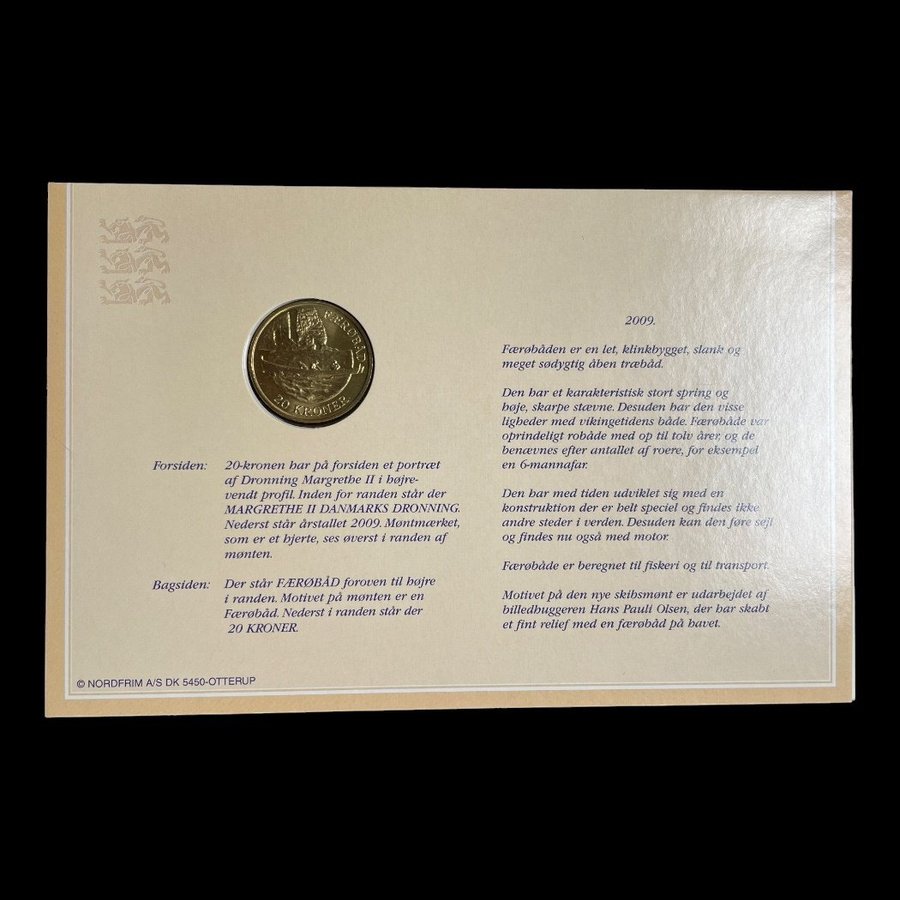 FÆRØBÅD
20 KRONER
Forsiden: 20-kronen har på forsiden et portræt
af Dronning Margrethe II i højre-
vendt profil. Inden for randen står der
MARGRETHE II DANMARKS DRONNING.
Nederst står årstallet 2009. Møntmærket,
som er et hjerte, ses øverst i randen af
mønten.
Bagsiden: Der står FÆRØBÅD foroven til højre
i randen. Motivet på mønten er en
Færøbåd. Nederst i randen står der
20 KRONER.
© NORDFRIM A/S DK 5450-OTTERUP
2009.
Færøbåden er en let, klinkbygget, slank og
meget sødygtig åben træbåd.
Den har et karakteristisk stort spring og
høje, skarpe stævne. Desuden har den visse
ligheder med vikingetidens både. Færøbåde var
oprindeligt robåde med op til tolv årer, og de
benævnes efter antallet af roere, for eksempel
en 6-mannafar.
Den har med tiden udviklet sig med en
konstruktion der er helt speciel og findes ikke
andre steder i verden. Desuden kan den føre sejl
og findes nu også med motor.
Færøbåde er beregnet til fiskeri og til transport.
Motivet på den nye skibsmønt er udarbejdet af
billedhuggeren Hans Pauli Olsen, der har skabt
et fint relief med en færøbåd på havet.